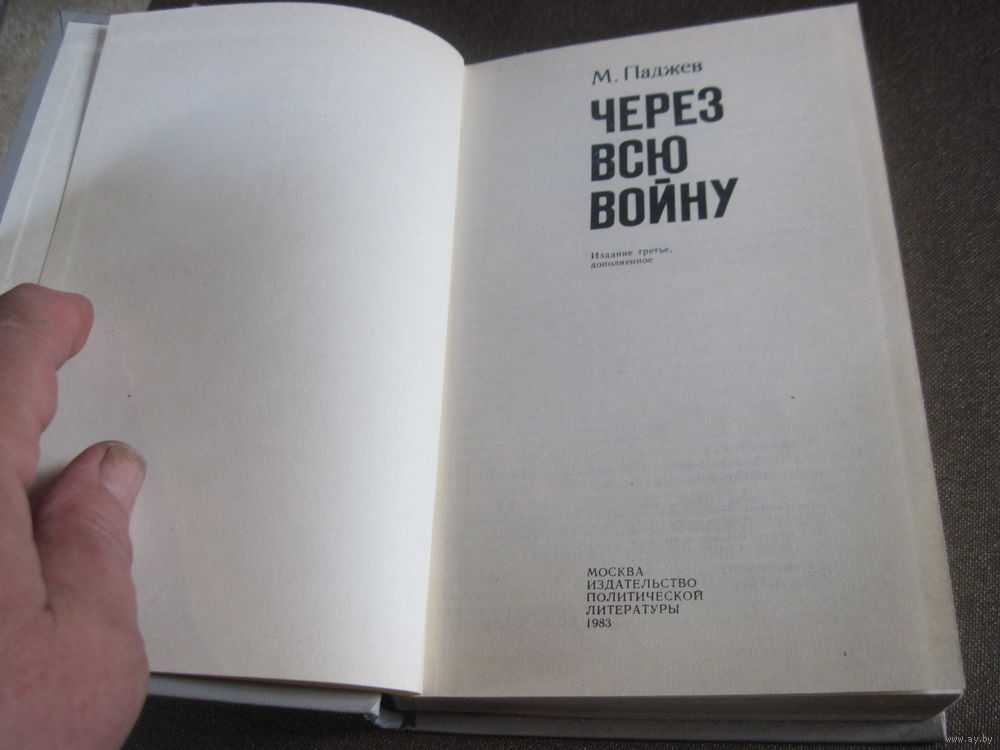 М. Паджев
ЧЕРЕЗ
ВСЮ
ВОЙНУ
Издание третье,
дополненное
МОСКВА
ИЗДАТЕЛЬСТВО
ПОЛИТИЧЕСКОЙ
ЛИТЕРАТУРЫ
1983
www.ay.by